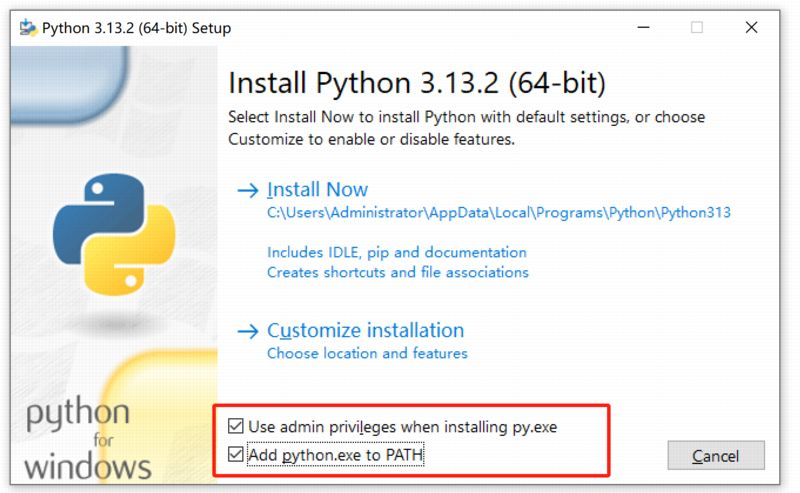 Python 3.13.2 (64-bit) Setup
Install Python 3.13.2 (64-bit)
Select Install Now to install Python with default settings, or choose
Customize to enable or disable features.
Install Now
C:\Users\Administrator\AppData\Local\Programs\Python\Python313
Includes IDLE, pip and documentation
Creates shortcuts and file associations
Customize installation
Choose location and features
Use admin privileges when installing py.exe
Add python.exe to PATH
Cancel
python
for
windows